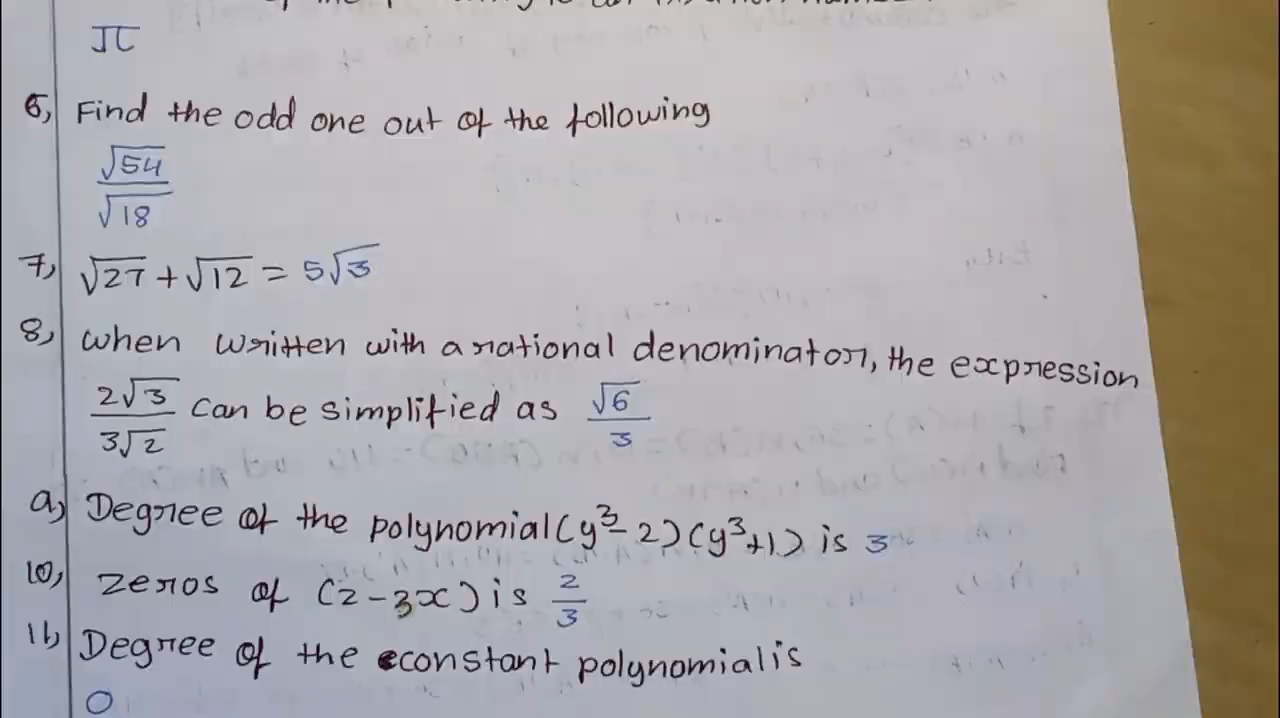 π
6, Find the odd one out of the following
√54
√18
7, √27 + √12 = 5√3
8, when written with a rational denominator, the expression
2√3/3√2 can be simplified as √6/3
9, Degree of the polynomial (y³-2)(y³+1) is 3
10, zeros of (2-3x) is 2/3
11, Degree of the constant polynomial is
0